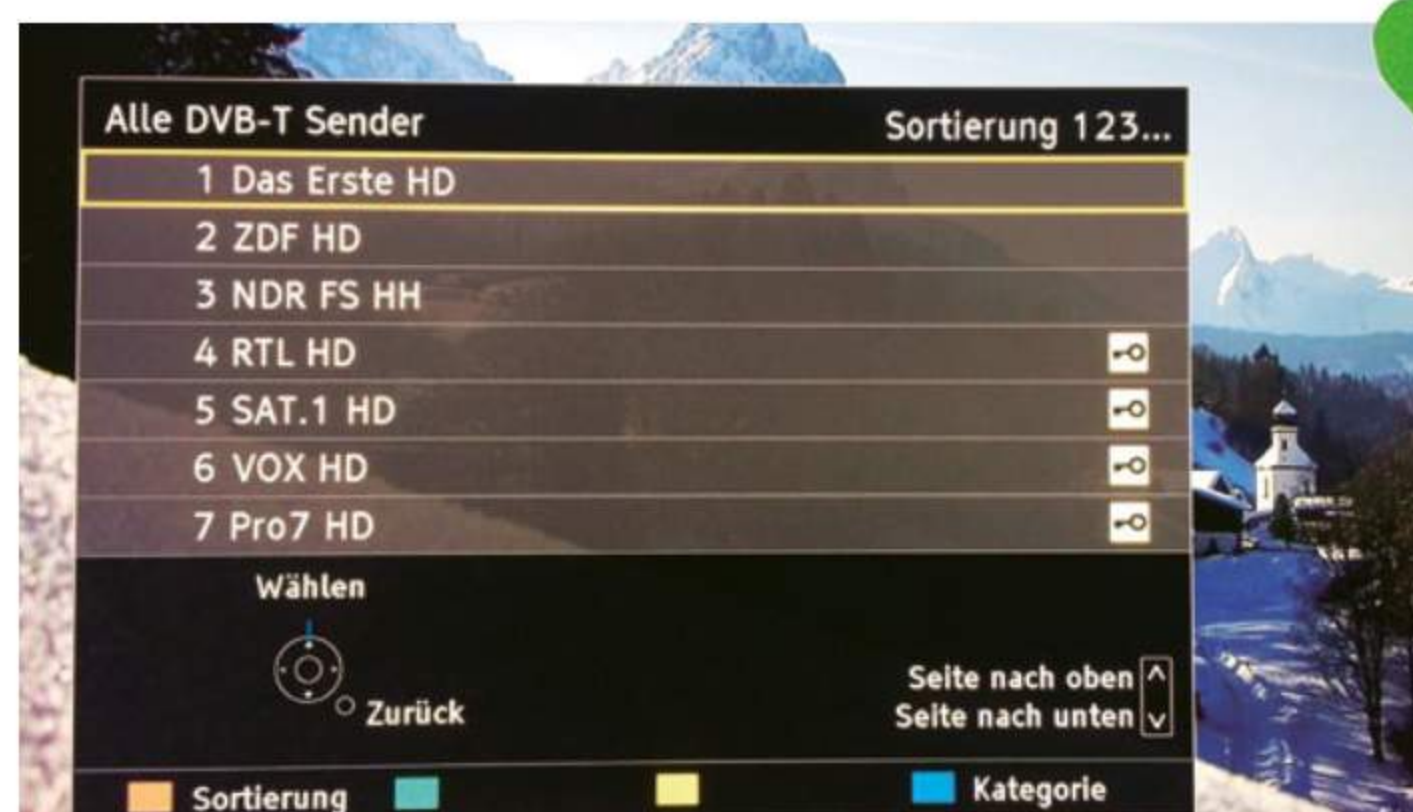 Alle DVB-T Sender Sortierung 123...
1 Das Erste HD
2 ZDF HD
3 NDR FS HH
4 RTL HD
5 SAT.1 HD
6 VOX HD
7 Pro7 HD
Wählen
Zurück
Seite nach oben
Seite nach unten
Sortierung Kategorie